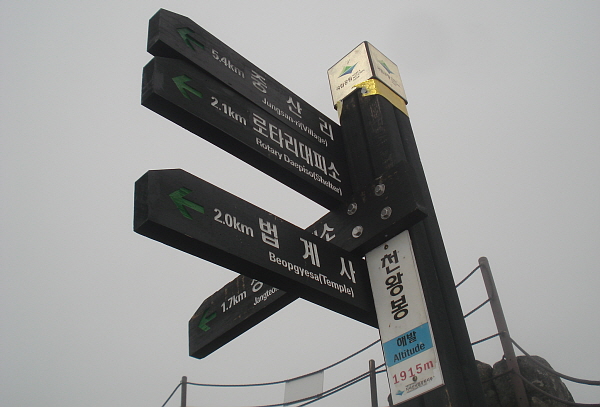 5.4km 중 산 리
Jungsan-ri(Village)
2.1km 로타리대피소
Rotary Daepiso(Shelter)
2.0km 법 계 사
Beopgyesa(Temple)
1.7km
천왕봉
해발
Altitude
1915m